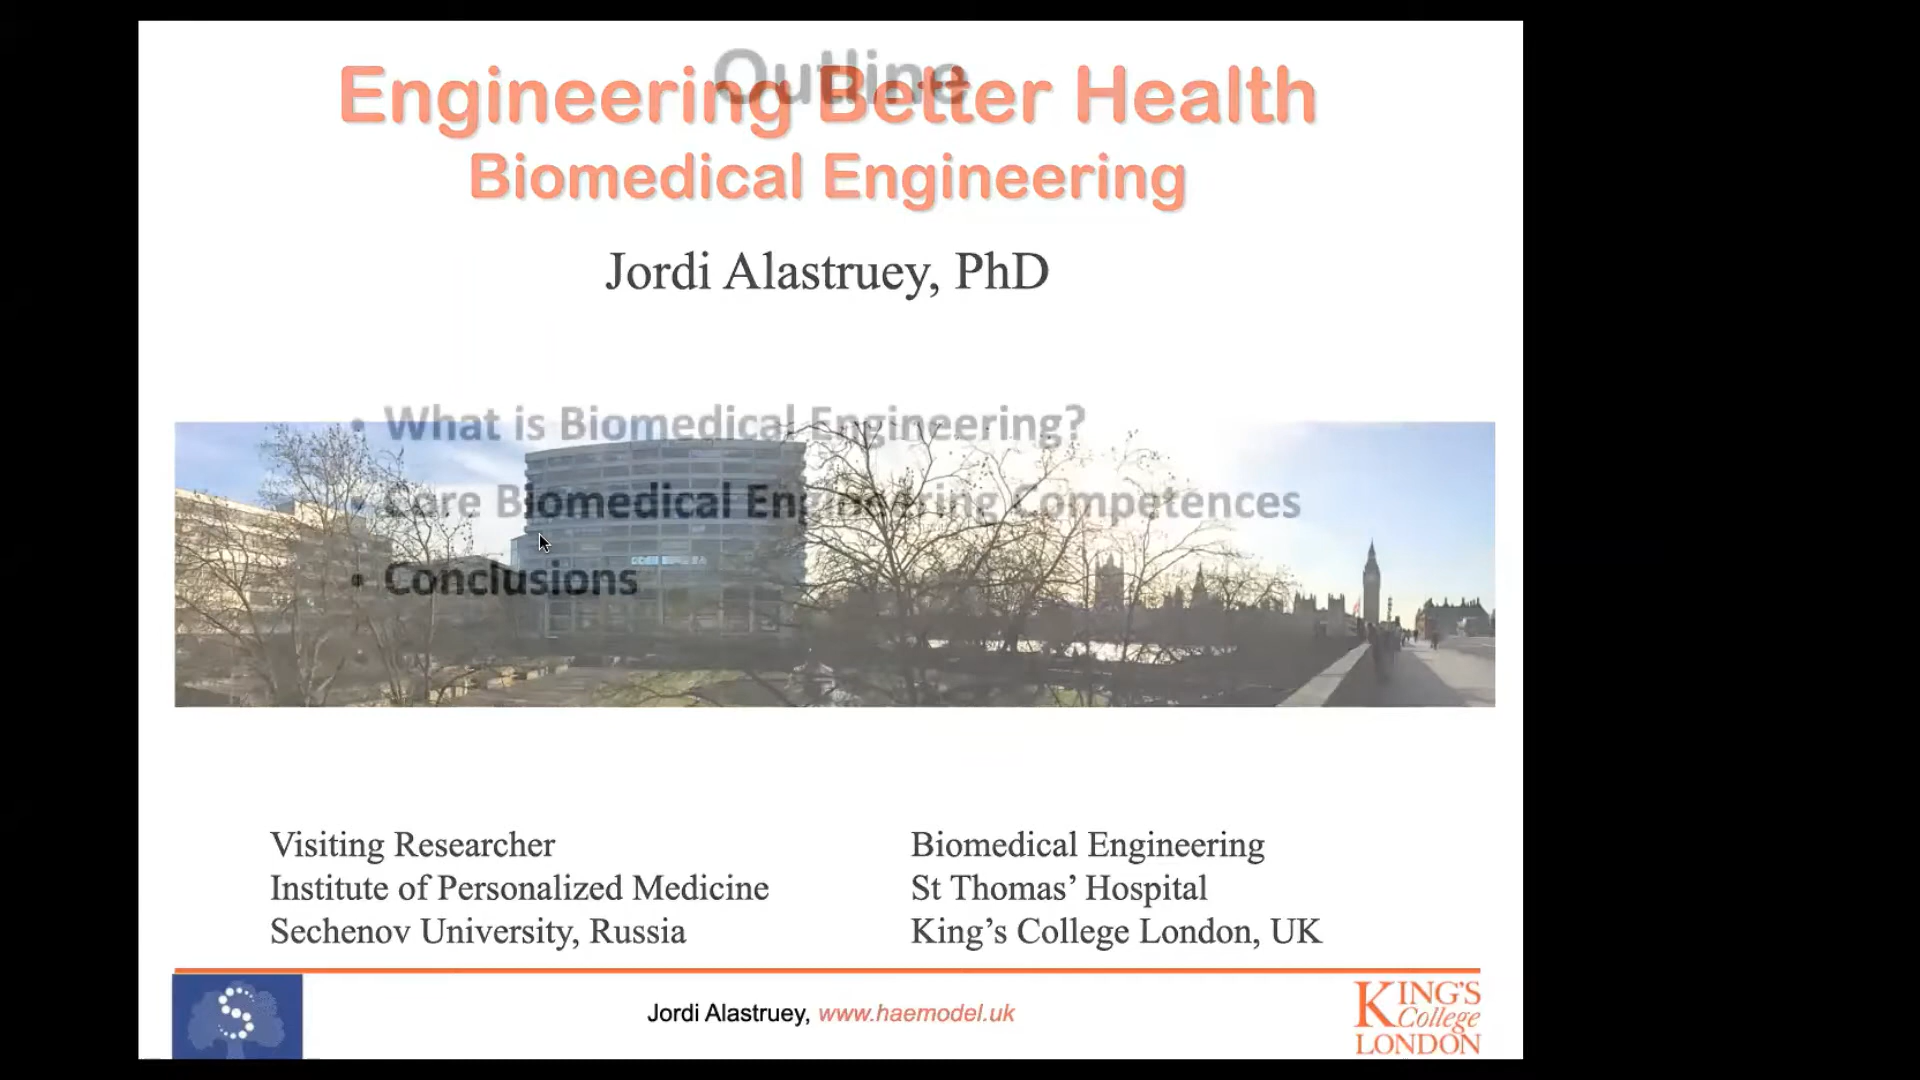 Outline
Engineering Better Health
Biomedical Engineering
Jordi Alastruey, PhD
• What is Biomedical Engineering?
• Core Biomedical Engineering Competences
• Conclusions
Visiting Researcher
Institute of Personalized Medicine
Sechenov University, Russia
Biomedical Engineering
St Thomas’ Hospital
King’s College London, UK
Jordi Alastruey, www.haemodel.uk
KING'S
College
LONDON